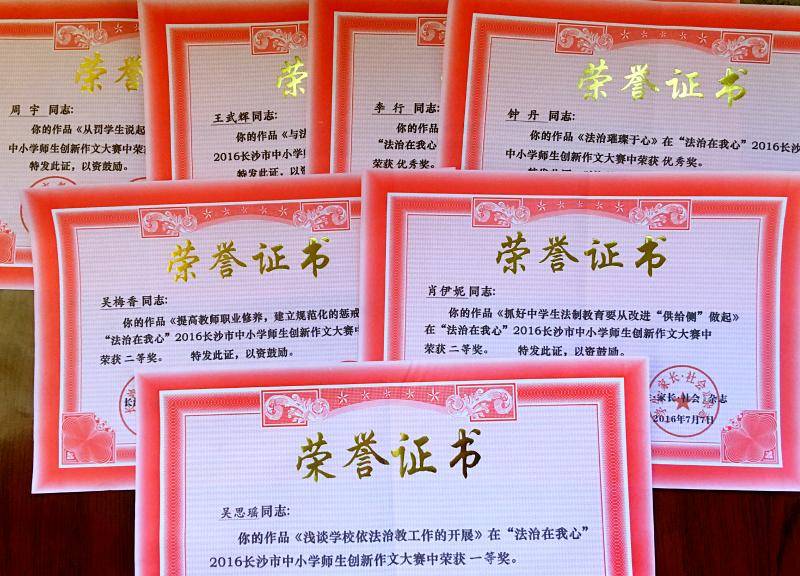 荣誉证
周宇 同志:
你的作品《从罚学生说起
中小学师生创新作文大赛中荣
特发此证，以资鼓励。
荣
王武辉同志:
你的作品《与法
2016长沙市中小学师
特发此证，以
李行 同志:
你的作
“法治在我心”
荣获 优秀奖。
荣誉证书
钟丹 同志:
你的作品《法治璀璨于心》在“法治在我心”2016长沙
中小学师生创新作文大赛中荣获 优秀奖。
荣誉证书
吴梅香同志:
你的作品《提高教师职业修养，建立规范化的惩戒
“法治在我心”2016长沙市中小学师生创新作文大赛
荣获 二等奖。 特发此证，以资鼓励。
荣誉证书
肖伊妮同志:
你的作品《抓好中学生法制教育要从改进“供给侧”做起》
在“法治在我心”2016长沙市中小学师生创新作文大赛中
荣获 二等奖。 特发此证，以资鼓励。
家长·社会》杂志
2016年7月7日
荣誉证书
吴思瑶同志:
你的作品《浅谈学校依法治教工作的开展》在“法治在我心”
2016长沙市中小学师生创新作文大赛中荣获 一等奖。